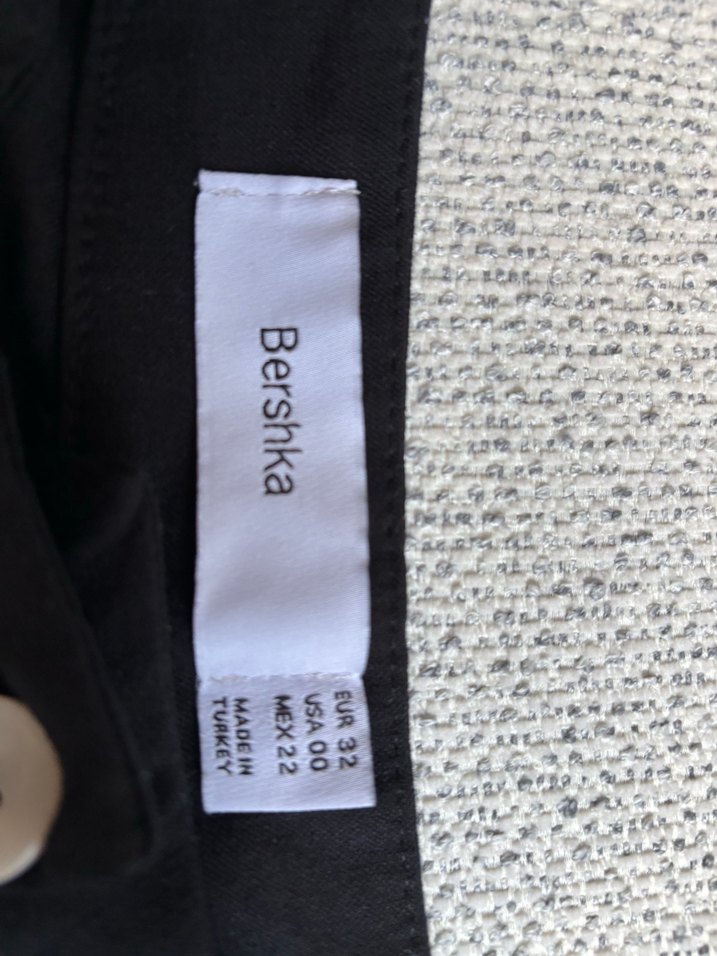 Bershka
EUR 32
USA 00
MEX 22
MADE IN
TURKEY